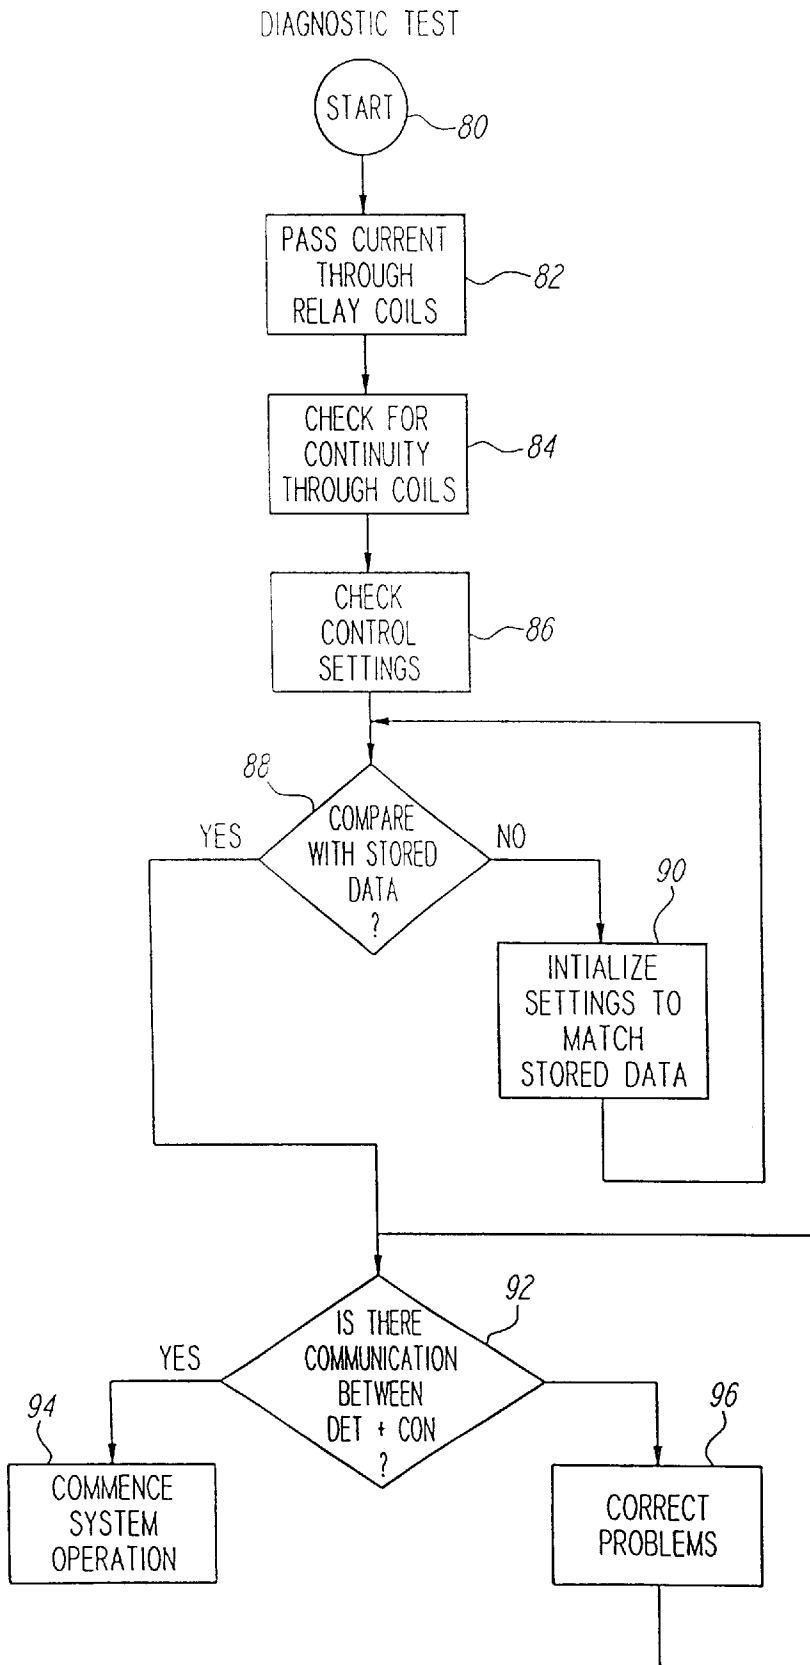 DIAGNOSTIC TEST
START
80
PASS CURRENT
THROUGH
RELAY COILS
82
CHECK FOR
CONTINUITY
THROUGH COILS
84
CHECK
CONTROL
SETTINGS
86
88
COMPARE
WITH STORED
DATA
?
YES
NO
90
INTIALIZE
SETTINGS TO
MATCH
STORED DATA
92
IS THERE
COMMUNICATION
BETWEEN
DET + CON
?
YES
94
COMMENCE
SYSTEM
OPERATION
96
CORRECT
PROBLEMS